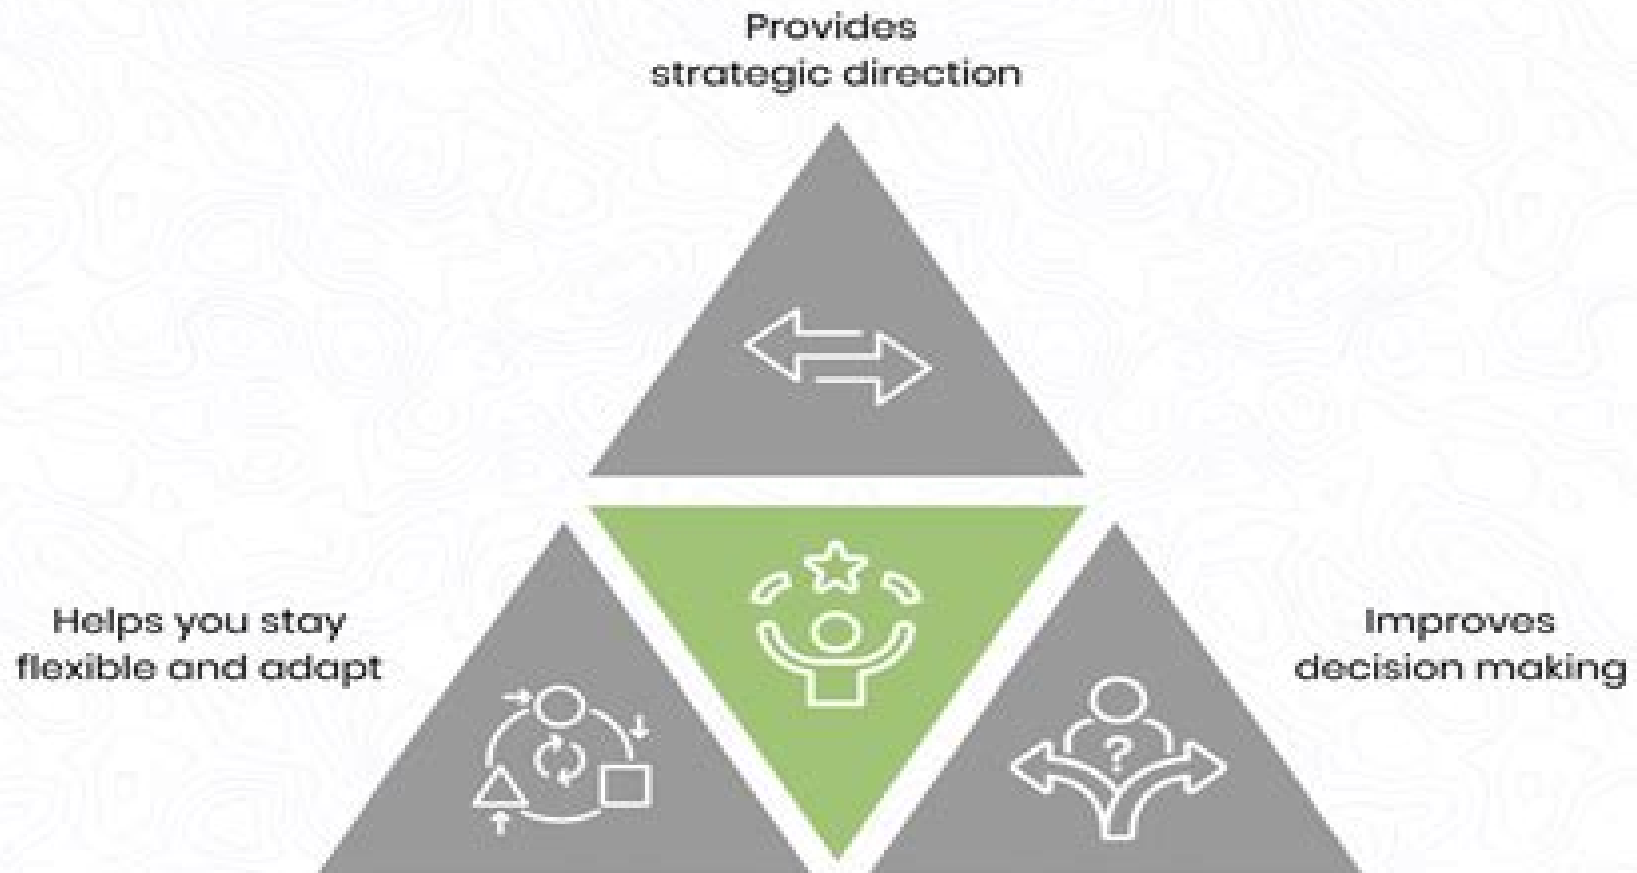 Provides
strategic direction
Helps you stay
flexible and adapt
Improves
decision making
?